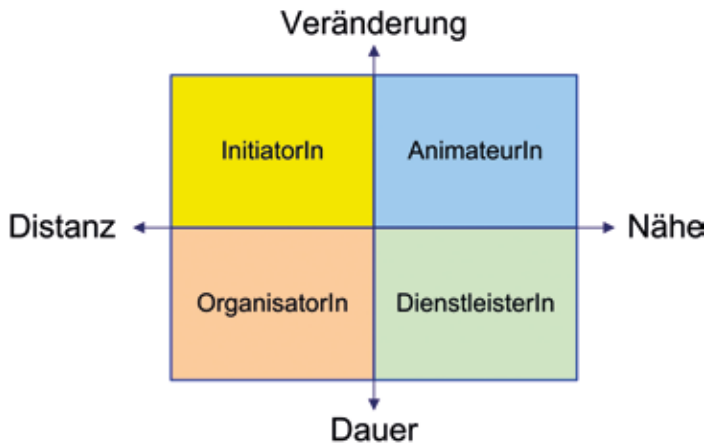 Veränderung
InitiatorIn
AnimateurIn
Distanz
Nähe
OrganisatorIn
DienstleisterIn
Dauer